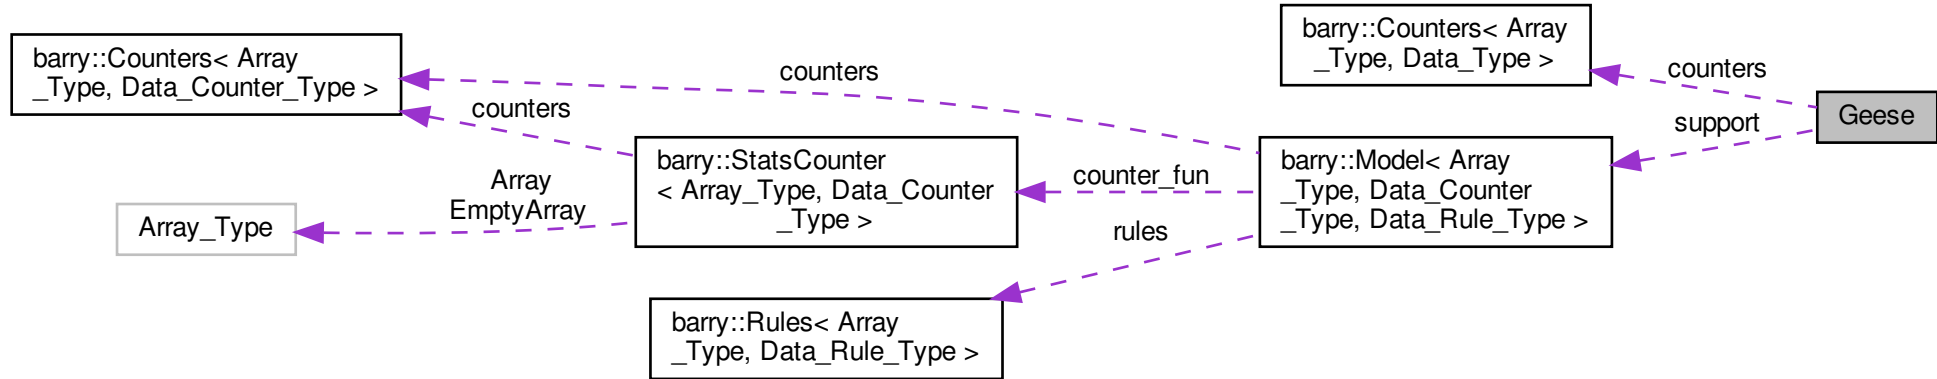 barry::Counters< Array
_Type, Data_Counter_Type >
counters
counters
barry::Counters< Array
_Type, Data_Type >
counters
Geese
support
barry::StatsCounter
< Array_Type, Data_Counter
_Type >
counter_fun
barry::Model< Array
_Type, Data_Counter
_Type, Data_Rule_Type >
Array
EmptyArray
Array_Type
rules
barry::Rules< Array
_Type, Data_Rule_Type >